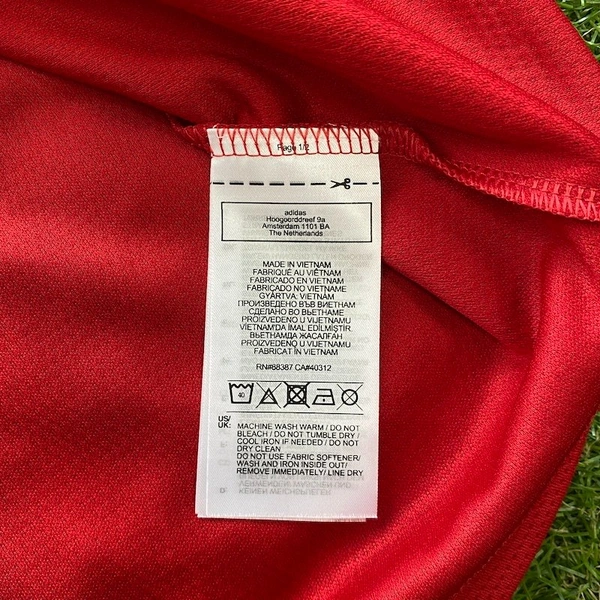 Page 1/2
adidas
Hoogoorddreef 9a
Amsterdam 1101 BA
The Netherlands
MADE IN VIETNAM
FABRIQUÉ AU VIÊTNAM
FABRICADO EN VIETNAM
FABRICADO NO VIETNAME
GYÁRTVA: VIETNAM
ПРОИЗВЕДЕНО ВЪВ ВИЕТНАМ
СДЕЛАНО ВО ВЬЕТНАМЕ
PROIZVEDENO U VIJETNAMU
VİETNAM'DA İMAL EDİLMİŞTİR.
ВЬЕТНАМДА ЖАСАЛҒАН
PROIZVEDENO U VIJETNAMU
FABRICAT ÎN VIETNAM
RN#88387 CA#40312
40
US/
UK: MACHINE WASH WARM / DO NOT
BLEACH / DO NOT TUMBLE DRY /
COOL IRON IF NEEDED / DO NOT
DRY CLEAN
DO NOT USE FABRIC SOFTENER/
WASH AND IRON INSIDE OUT/
REMOVE IMMEDIATELY/ LINE DRY